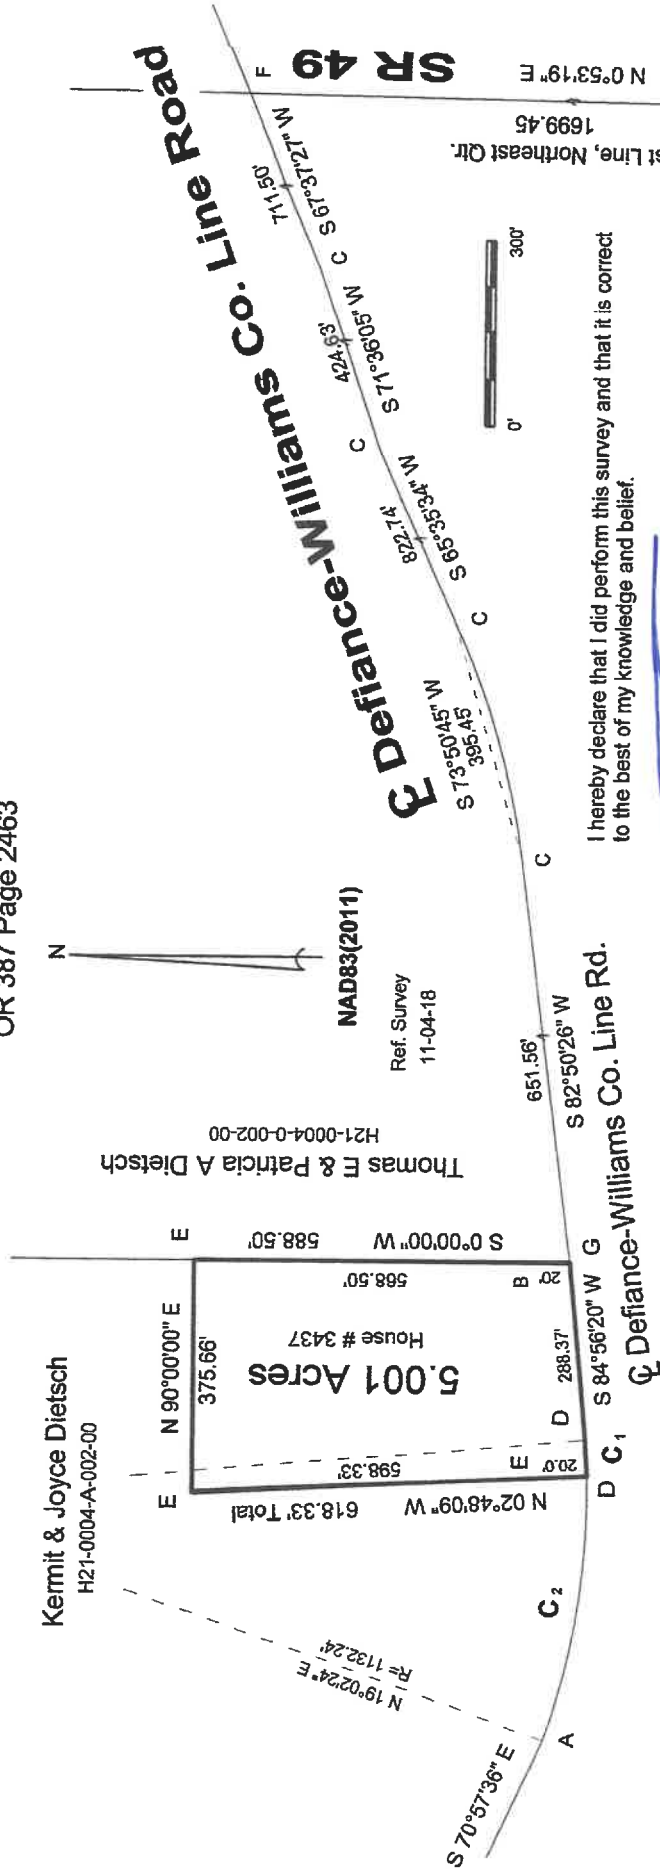 OR 387 Page 2463
Kermit & Joyce Dietsch
H21-0004-A-002-00
N
NAD83(2011)
Ref. Survey
11-04-18
Thomas E & Patricia A Dietsch
H21-0004-0-002-00
℄ Defiance-Williams Co. Line Road
SR 49
N 0°53'19" E
1699.45
st Line, Northeast Qtr.
F
711.50'
S 67°37'27" W
C
424.63'
S 71°36'05" W
C
822.74'
S 65°35'34" W
C
S 73°50'45" W
395.45'
C
651.56'
S 82°50'26" W
0'
300'
E
N 90°00'00" E
375.66'
E
S 0°00'00" W
588.50'
568.50'
B
20'
House # 3437
5.001 Acres
598.33'
E
20.0'
N 02°48'09" W
618.33' Total
D
288.37'
G
S 84°56'20" W
℄ Defiance-Williams Co. Line Rd.
D
C1
C2
N 19°02'24" E
R= 1132.24'
A
S 70°57'36" E
I hereby declare that I did perform this survey and that it is correct
to the best of my knowledge and belief.